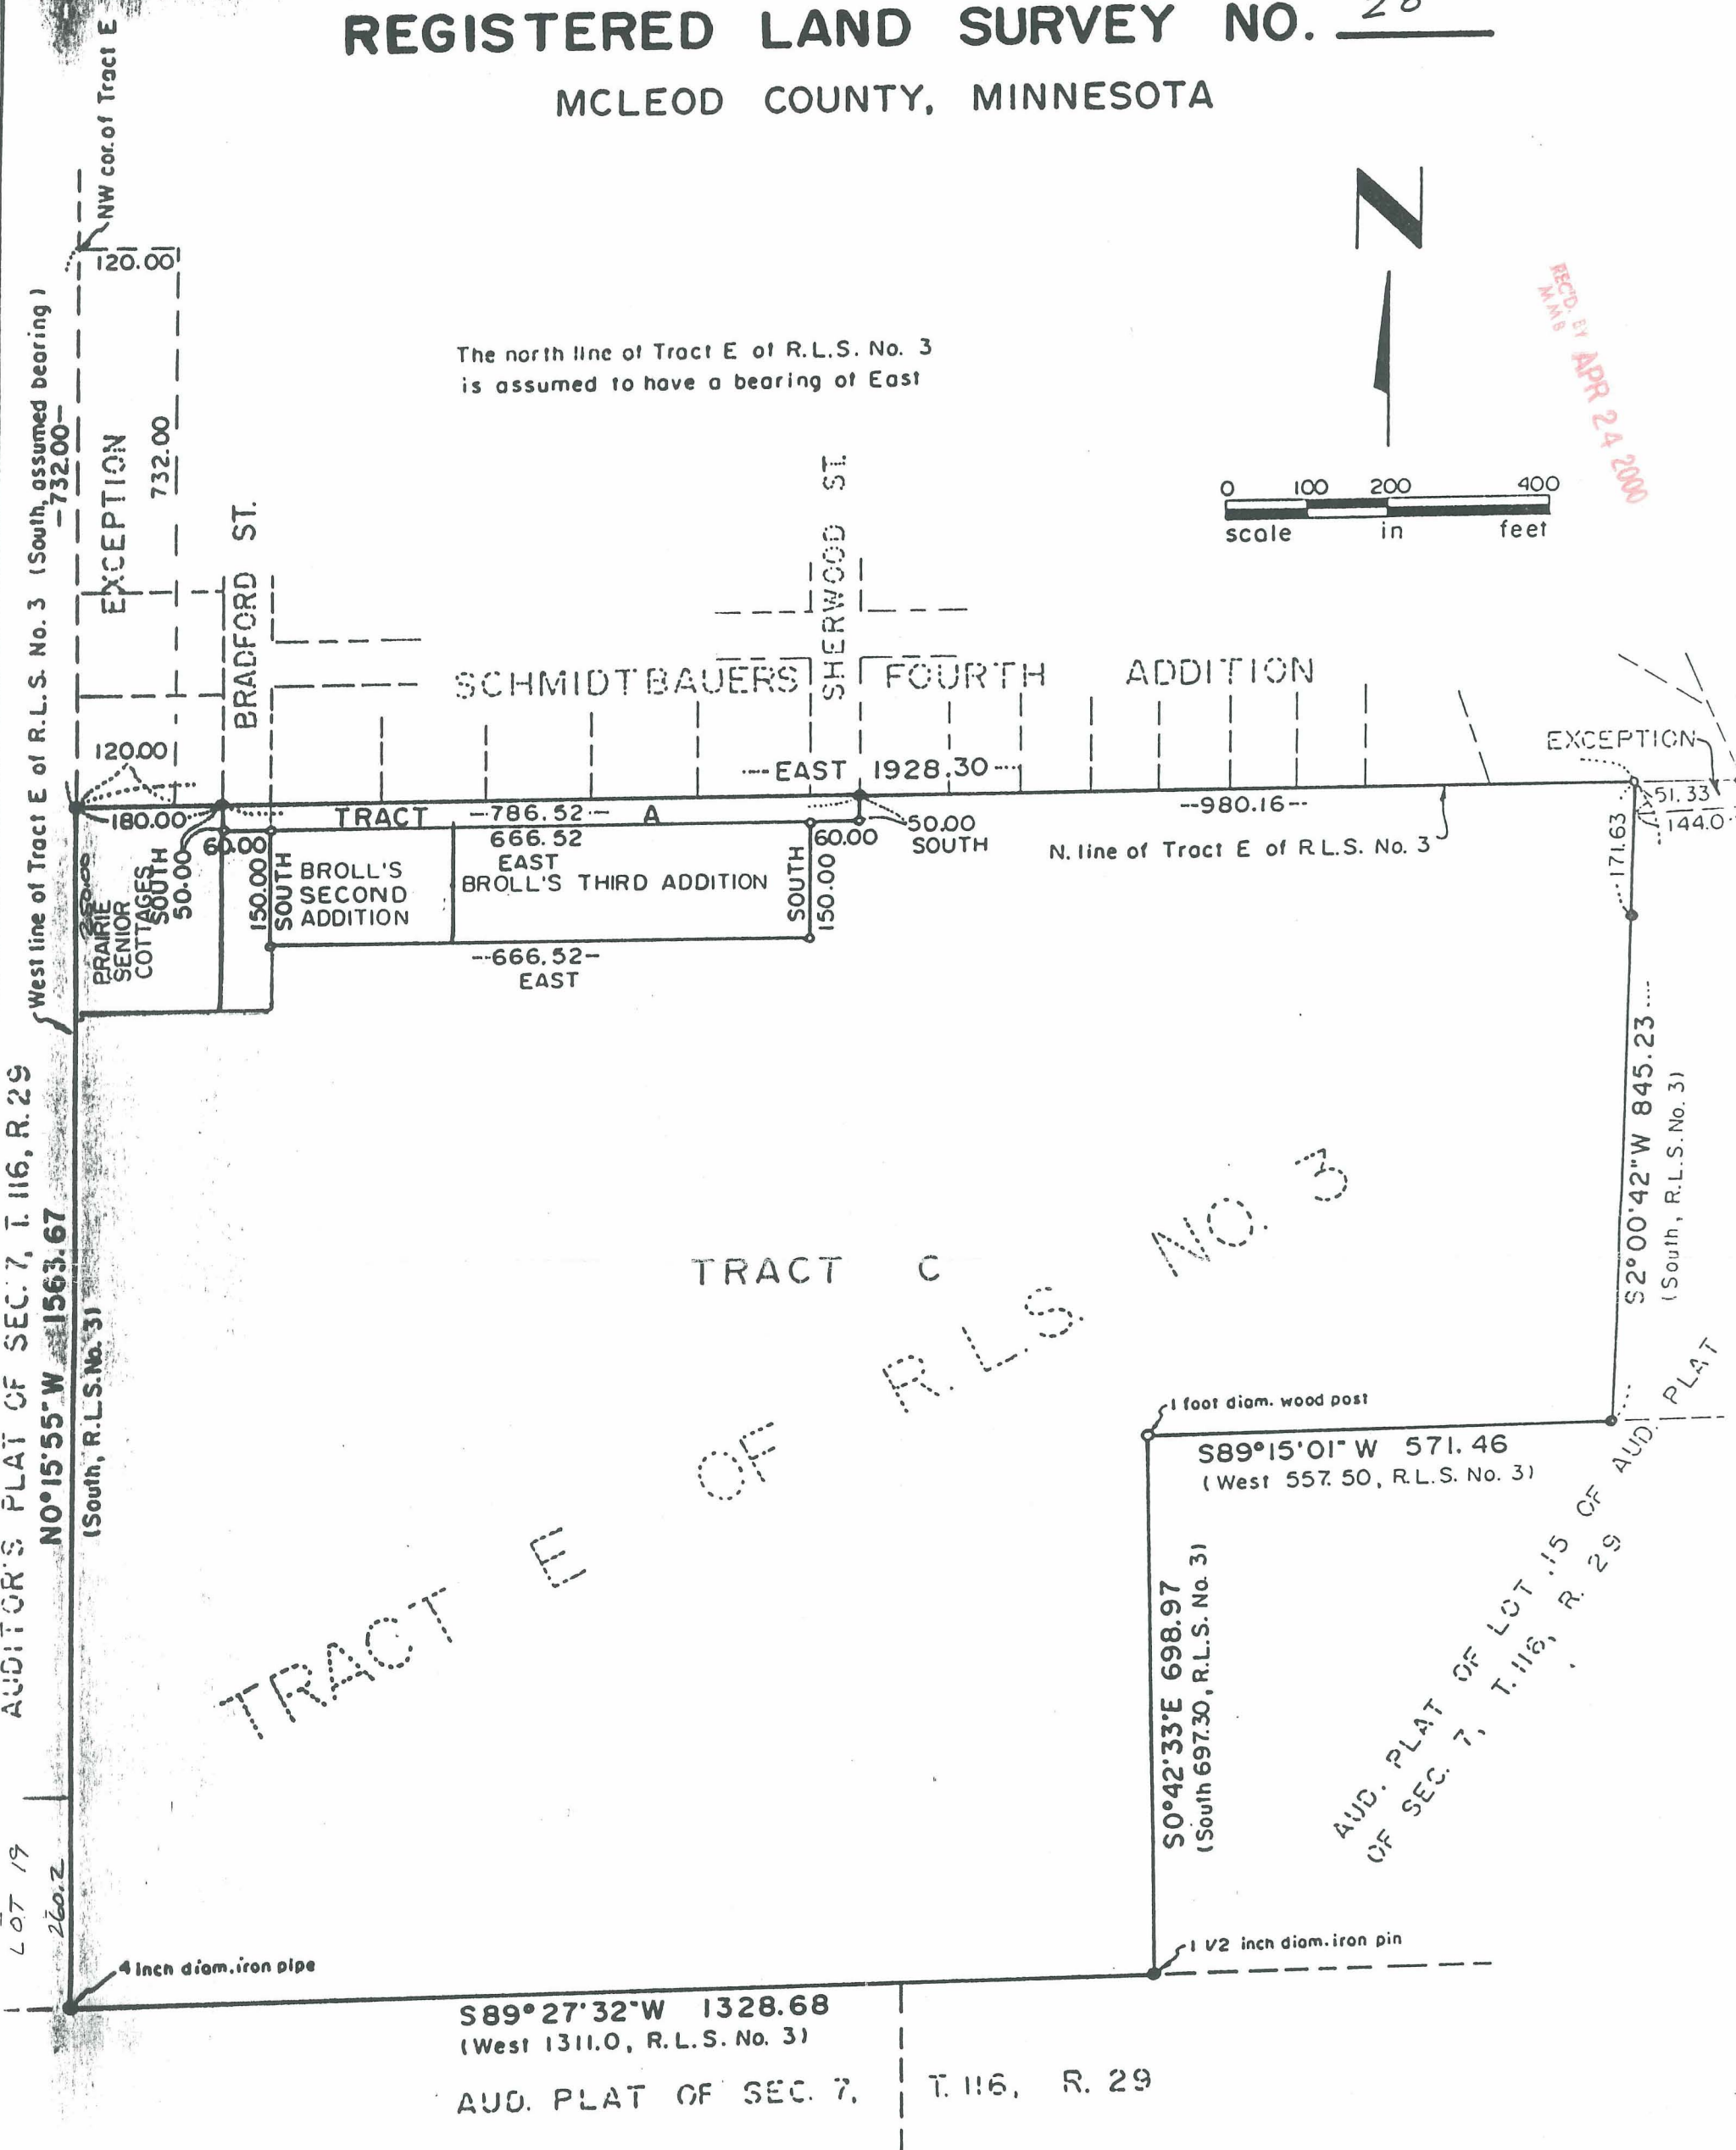 REGISTERED LAND SURVEY NO.
MCLEOD COUNTY, MINNESOTA
NW cor. of Tract E
120.00
West line of Tract E of R.L.S. No. 3 (South, assumed bearing)
-732.00-
EXCEPTION
732.00
The north line of Tract E of R.L.S. No. 3
is assumed to have a bearing of East
N
REC'D. BY
MMB
APR 24 2000
0 100 200 400
scale in feet
BRADFORD ST.
SHERWOOD ST.
SCHMIDTBAUERS FOURTH ADDITION
EXCEPTION
120.00
---- EAST 1928.30 ----
180.00
TRACT A
-786.52-
--980.16--
51.33
144.0
171.63
60.00
666.52
EAST
60.00
50.00
SOUTH
N. line of Tract E of R.L.S. No. 3
PRAIRIE
SENIOR
COTTAGES
SOUTH
50.00
150.00
SOUTH
BROLL'S
SECOND
ADDITION
BROLL'S THIRD ADDITION
SOUTH
150.00
--666.52-
EAST
S2°00'42"W 845.23
(South, R.L.S. No. 3)
AUDITOR'S PLAT OF SEC. 7, T. 116, R. 29
N0°15'55"W 1563.67
(South, R.L.S. No. 3)
TRACT C
TRACT E OF R.L.S. NO. 3
1 foot diam. wood post
S89°15'01"W 571.46
(West 557.50, R.L.S. No. 3)
S0°42'33"E 698.97
(South 697.30, R.L.S. No. 3)
AUD. PLAT OF LOT 15 OF AUD. PLAT
OF SEC. 7, T. 116, R. 29
LOT 19
260.2
4 inch diam. iron pipe
1 1/2 inch diam. iron pin
S89°27'32"W 1328.68
(West 1311.0, R.L.S. No. 3)
AUD. PLAT OF SEC. 7, T. 116, R. 29